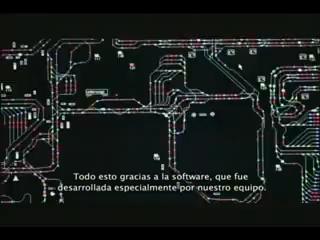 Todo esto gracias a la software, que fue
desarrollada especialmente por nuestro equipo.